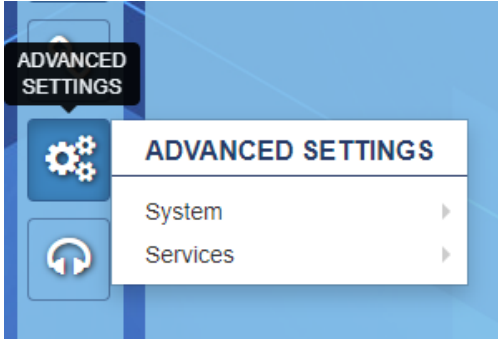 ADVANCED
SETTINGS
ADVANCED SETTINGS
System
Services